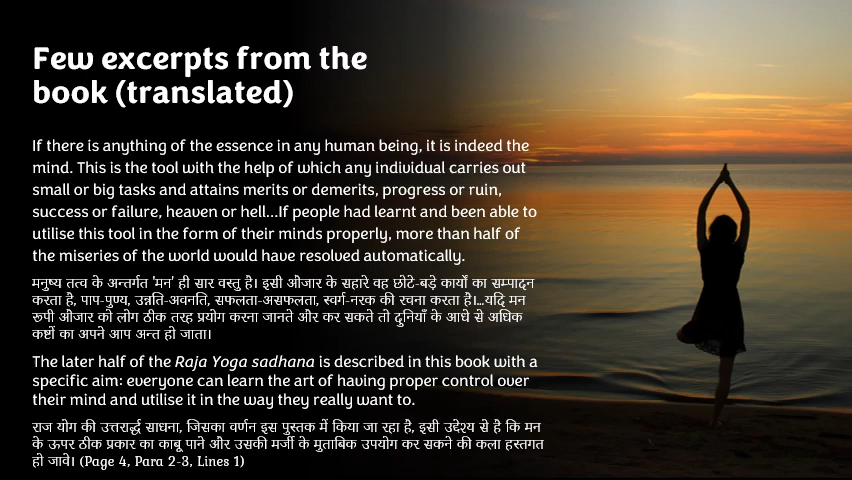 Few excerpts from the
book (translated)
If there is anything of the essence in any human being, it is indeed the
mind. This is the tool with the help of which any individual carries out
small or big tasks and attains merits or demerits, progress or ruin,
success or failure, heaven or hell...If people had learnt and been able to
utilise this tool in the form of their minds properly, more than half of
the miseries of the world would have resolved automatically.
मनुष्य तत्व के अन्तर्गत 'मन' ही सार वस्तु है। इसी औजार के सहारे वह छोटे-बड़े कार्यों का सम्पादन
करता है, पाप-पुण्य, उन्नति-अवनति, सफलता-असफलता, स्वर्ग-नरक की रचना करता है।...यदि मन
रूपी औजार को लोग ठीक तरह प्रयोग करना जानते और कर सकते तो दुनियाँ के आधे से अधिक
कष्टों का अपने आप अन्त हो जाता।
The later half of the Raja Yoga sadhana is described in this book with a
specific aim: everyone can learn the art of having proper control over
their mind and utilise it in the way they really want to.
राज योग की उत्तरार्द्ध साधना, जिसका वर्णन इस पुस्तक में किया जा रहा है, इसी उद्देश्य से है कि मन
के ऊपर ठीक प्रकार का काबू पाने और उसकी मर्जी के मुताबिक उपयोग कर सकने की कला हस्तगत
हो जावे। (Page 4, Para 2-3, Lines 1)